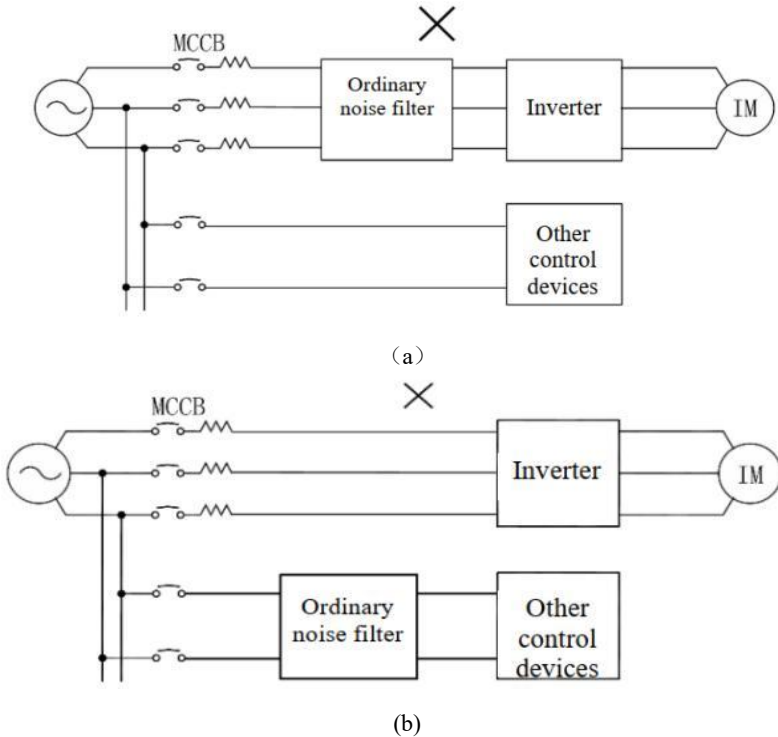 MCCB
Ordinary
noise filter
Inverter
IM
Other
control
devices
（a）
MCCB
Inverter
IM
Ordinary
noise filter
Other
control
devices
(b)